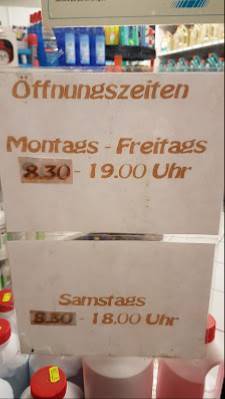 Öffnungszeiten
Montags - Freitags
8.30 - 19.00 Uhr
Samstags
8.30 - 18.00 Uhr